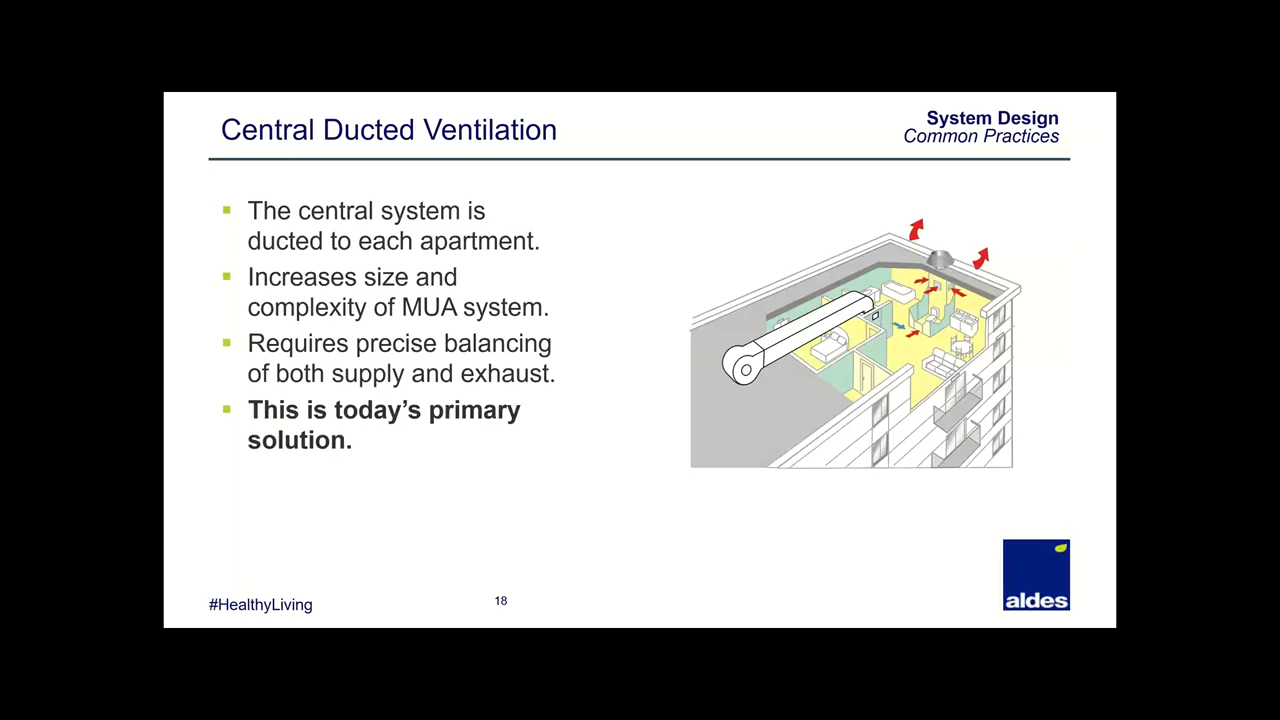 Central Ducted Ventilation
System Design
Common Practices
▪ The central system is
ducted to each apartment.
▪ Increases size and
complexity of MUA system.
▪ Requires precise balancing
of both supply and exhaust.
▪ This is today’s primary
solution.
#HealthyLiving
18
aldes